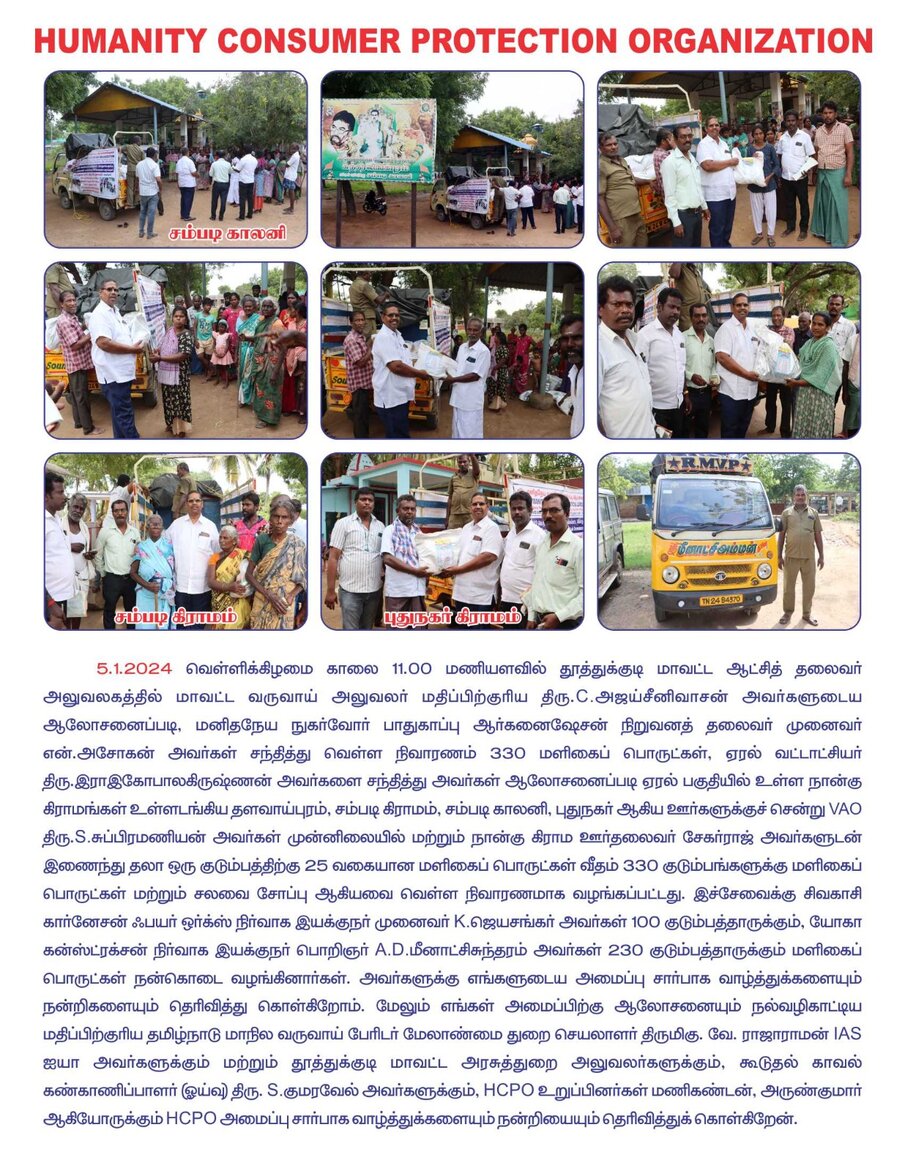 HUMANITY CONSUMER PROTECTION ORGANIZATION
சம்படி காலனி
Soun
சம்படி கிராமம்
புதுநகர் கிராமம்
R.MVP
ஸ்ரீமீனாட்சிஅம்மன்
TATA
5.1.2024 வெள்ளிக்கிழமை காலை 11.00 மணியளவில் தூத்துக்குடி மாவட்ட ஆட்சித் தலைவர்
அலுவலகத்தில் மாவட்ட வருவாய் அலுவலர் மதிப்பிற்குரிய திரு.C.அஜய்சீனிவாசன் அவர்களுடைய
ஆலோசனைப்படி, மனிதநேய நுகர்வோர் பாதுகாப்பு ஆர்கனைஷேசன் நிறுவனத் தலைவர் முனைவர்
என்.அசோகன் அவர்கள் சந்தித்து வெள்ள நிவாரணம் 330 மளிகைப் பொருட்கள், ஏரல் வட்டாட்சியர்
திரு.இராஇகோபாலகிருஷ்ணன் அவர்களை சந்தித்து அவர்கள் ஆலோசனைப்படி ஏரல் பகுதியில் உள்ள நான்கு
கிராமங்கள் உள்ளடங்கிய தளவாய்புரம், சம்படி கிராமம், சம்படி காலனி, புதுநகர் ஆகிய ஊர்களுக்குச் சென்று VAO
திரு.S.சுப்பிரமணியன் அவர்கள் முன்னிலையில் மற்றும் நான்கு கிராம ஊர்தலைவர் சேகர்ராஜ் அவர்களுடன்
இணைந்து தலா ஒரு குடும்பத்திற்கு 25 வகையான மளிகைப் பொருட்கள் வீதம் 330 குடும்பங்களுக்கு மளிகைப்
பொருட்கள் மற்றும் சலவை சோப்பு ஆகியவை வெள்ள நிவாரணமாக வழங்கப்பட்டது. இச்சேவைக்கு சிவகாசி
கார்னேசன் ஃபயர் ஒர்க்ஸ் நிர்வாக இயக்குநர் முனைவர் K.ஜெயசங்கர் அவர்கள் 100 குடும்பத்தாருக்கும், யோகா
கன்ஸ்ட்ரக்சன் நிர்வாக இயக்குநர் பொறிஞர் A.D.மீனாட்சிசுந்தரம் அவர்கள் 230 குடும்பத்தாருக்கும் மளிகைப்
பொருட்கள் நன்கொடை வழங்கினார்கள். அவர்களுக்கு எங்களுடைய அமைப்பு சார்பாக வாழ்த்துக்களையும்
நன்றிகளையும் தெரிவித்து கொள்கிறோம். மேலும் எங்கள் அமைப்பிற்கு ஆலோசனையும் நல்வழிகாட்டிய
மதிப்பிற்குரிய தமிழ்நாடு மாநில வருவாய் பேரிடர் மேலாண்மை துறை செயலாளர் திருமிகு. வே. ராஜாராமன் IAS
ஐயா அவர்களுக்கும் மற்றும் தூத்துக்குடி மாவட்ட அரசுத்துறை அலுவலர்களுக்கும், கூடுதல் காவல்
கண்காணிப்பாளர் (ஓய்வு) திரு. S.குமரவேல் அவர்களுக்கும், HCPO உறுப்பினர்கள் மணிகண்டன், அருண்குமார்
ஆகியோருக்கும் HCPO அமைப்பு சார்பாக வாழ்த்துக்களையும் நன்றியையும் தெரிவித்துக் கொள்கிறேன்.